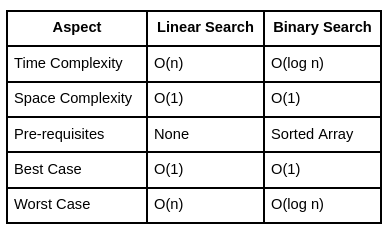 Aspect Linear Search Binary Search
Time Complexity O(n) O(log n)
Space Complexity O(1) O(1)
Pre-requisites None Sorted Array
Best Case O(1) O(1)
Worst Case O(n) O(log n)